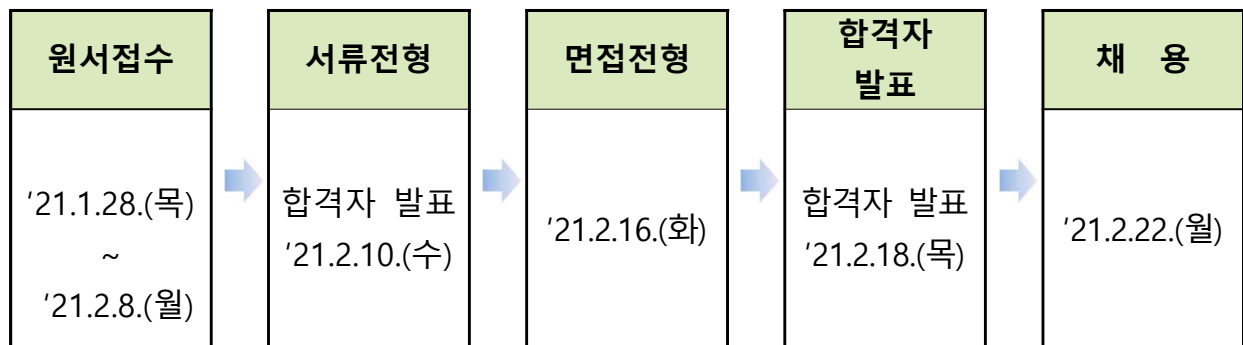 원서접수
'21.1.28.(목)
~
'21.2.8.(월)
서류전형
합격자 발표
'21.2.10.(수)
면접전형
'21.2.16.(화)
합격자
발표
합격자 발표
'21.2.18.(목)
채 용
'21.2.22.(월)